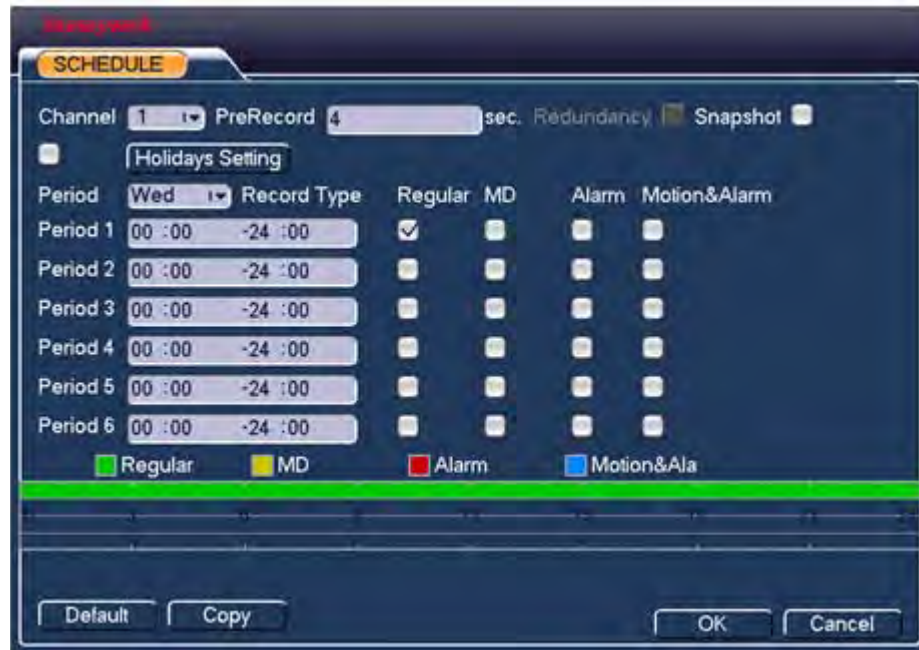 Honeywell
SCHEDULE
Channel 1 PreRecord 4 sec. Redundancy Snapshot
Holidays Setting
Period Wed Record Type Regular MD Alarm Motion&Alarm
Period 1 00 :00 -24 :00
Period 2 00 :00 -24 :00
Period 3 00 :00 -24 :00
Period 4 00 :00 -24 :00
Period 5 00 :00 -24 :00
Period 6 00 :00 -24 :00
Regular MD Alarm Motion&Ala
Default Copy OK Cancel